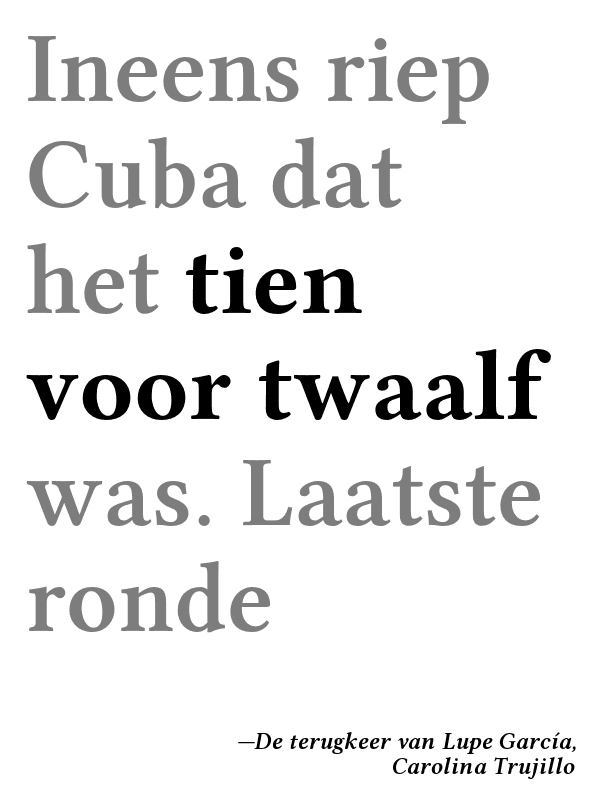 Ineens riep
Cuba dat
het tien
voor twaalf
was. Laatste
ronde
—De terugkeer van Lupe García,
Carolina Trujillo